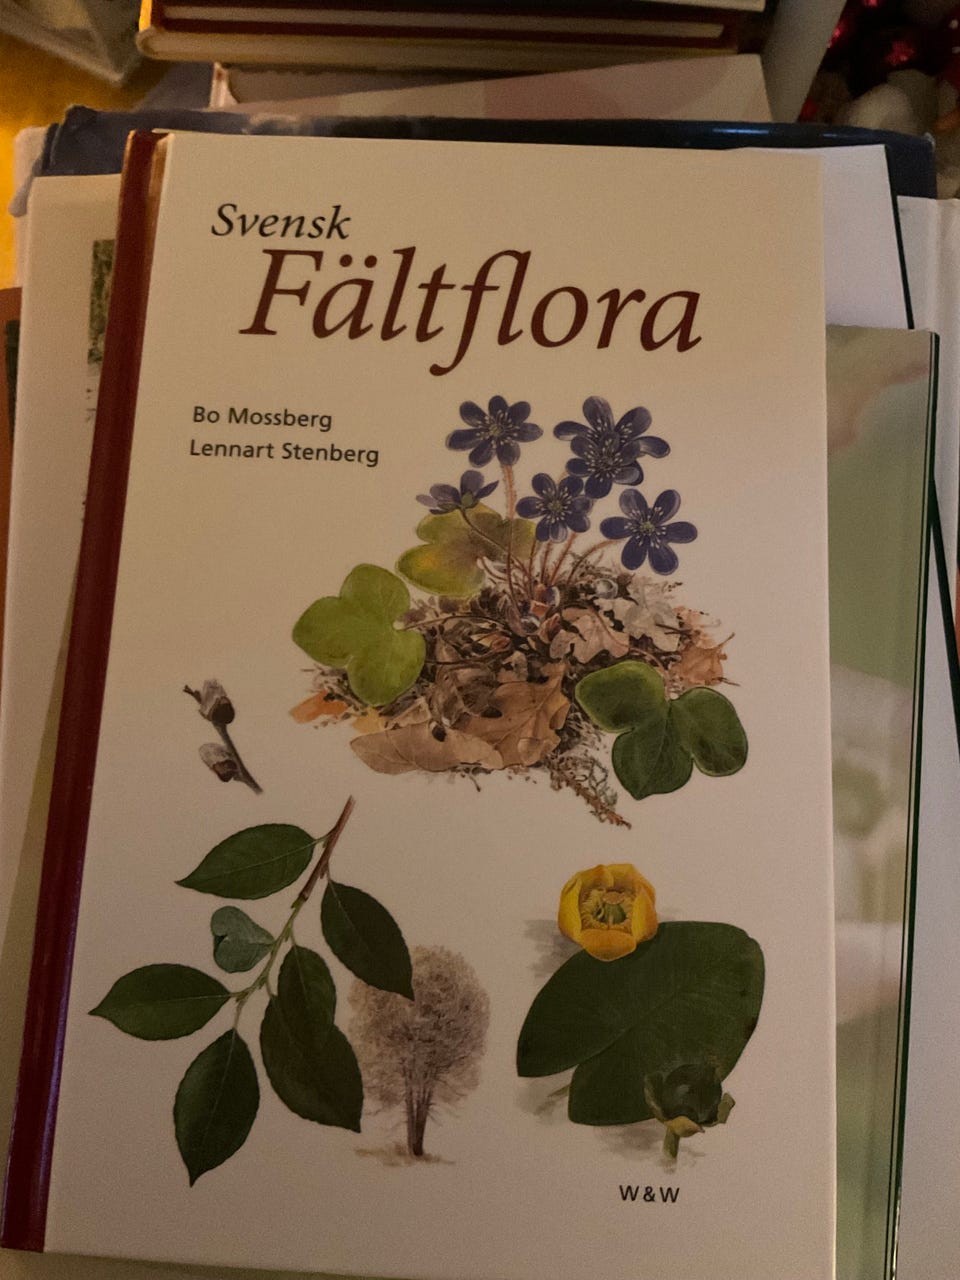 Svensk
Fältflora
Bo Mossberg
Lennart Stenberg
W&W